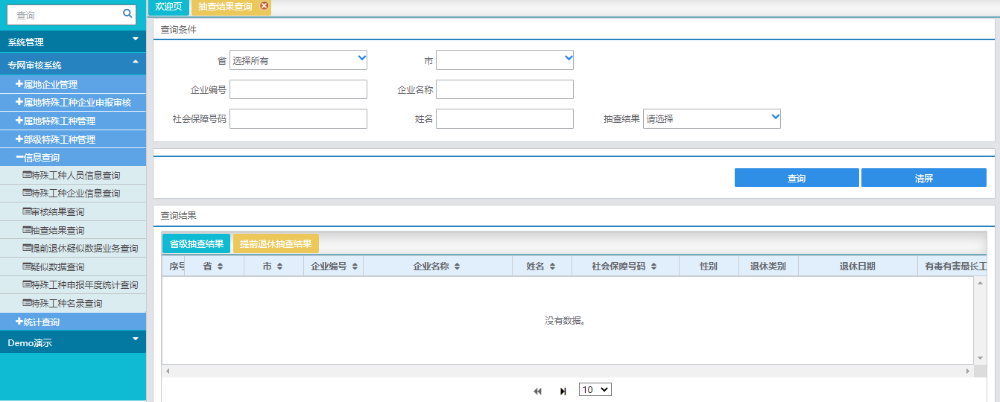 查询
系统管理
专网审核系统
属地企业管理
属地特殊工种企业申报审核
属地特殊工种管理
部级特殊工种管理
信息查询
特殊工种人员信息查询
特殊工种企业信息查询
审核结果查询
抽查结果查询
提前退休疑似数据业务查询
疑似数据查询
特殊工种申报年度统计查询
特殊工种名录查询
统计查询
Demo演示
欢迎页 抽查结果查询
查询条件
省 选择所有 市
企业编号 企业名称
社会保障号码 姓名 抽查结果 请选择
查询 清屏
查询结果
省级抽查结果 提前退休抽查结果
序号 省 市 企业编号 企业名称 姓名 社会保障号码 性别 退休类别 退休日期 有毒有害最长工
没有数据。
10